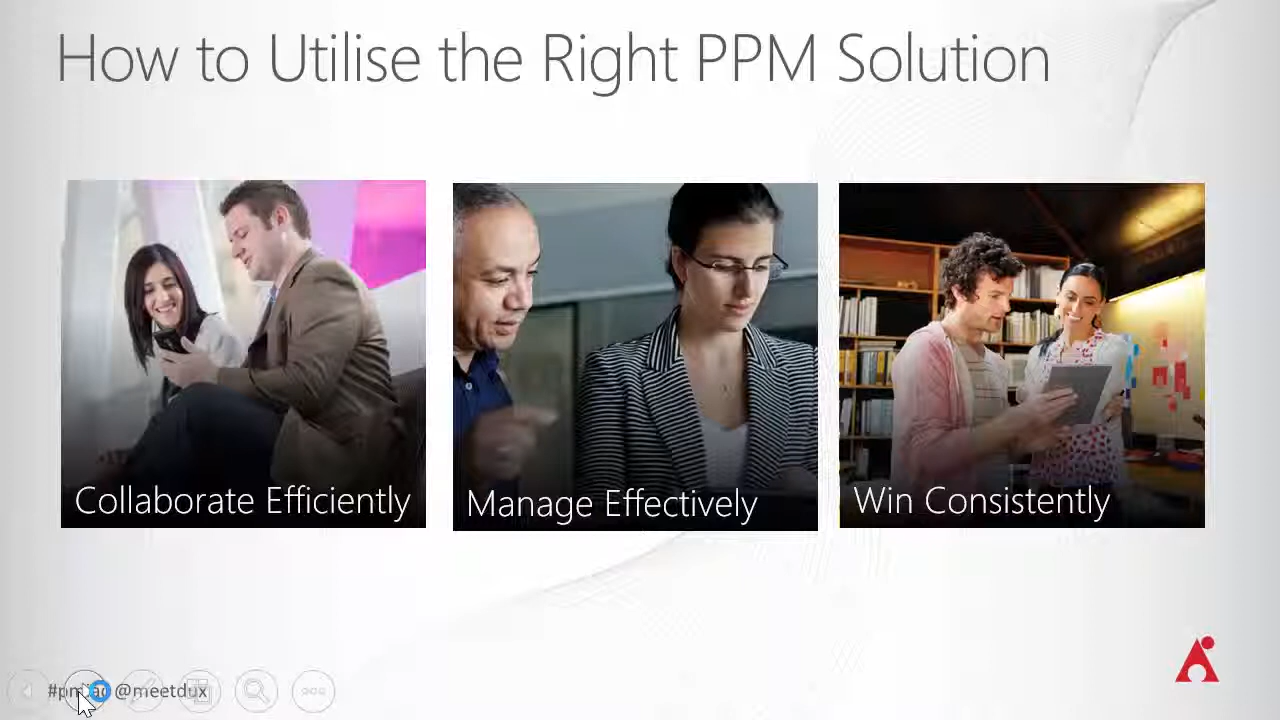 How to Utilise the Right PPM Solution
Collaborate Efficiently
Manage Effectively
Win Consistently
@meetdux